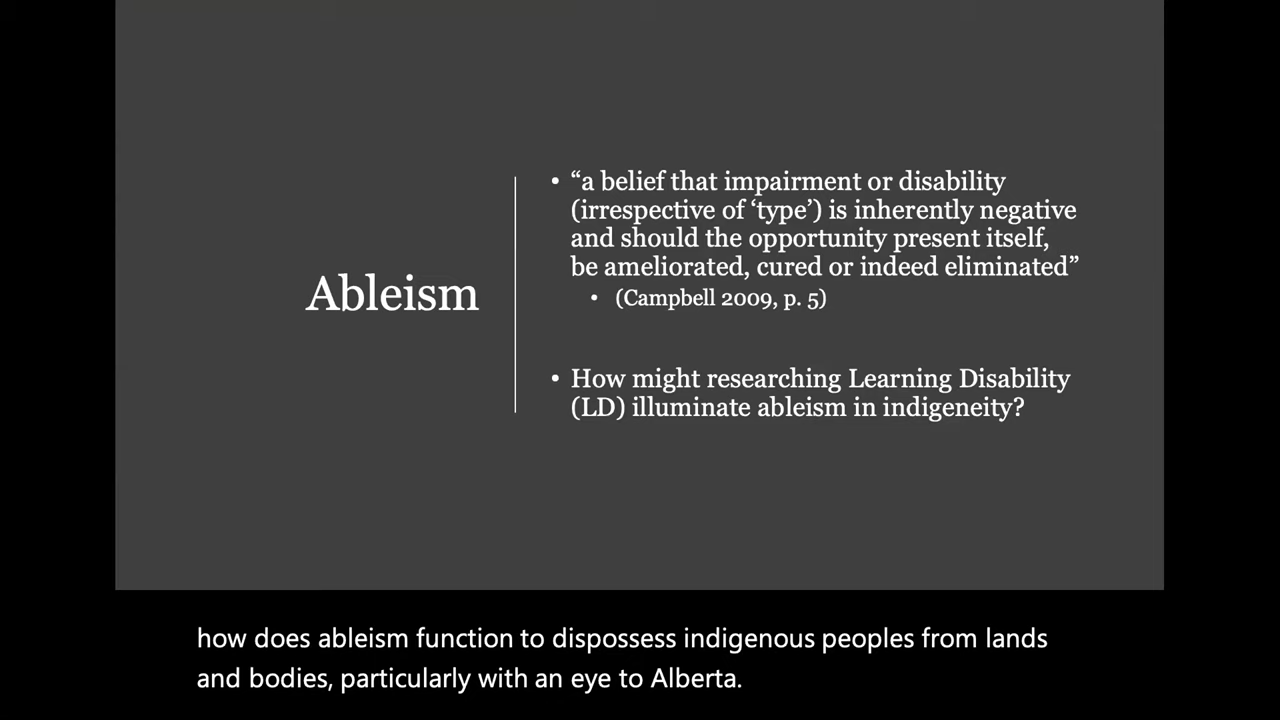 Ableism
• “a belief that impairment or disability
(irrespective of ‘type’) is inherently negative
and should the opportunity present itself,
be ameliorated, cured or indeed eliminated”
• (Campbell 2009, p. 5)
• How might researching Learning Disability
(LD) illuminate ableism in indigeneity?
how does ableism function to dispossess indigenous peoples from lands
and bodies, particularly with an eye to Alberta.